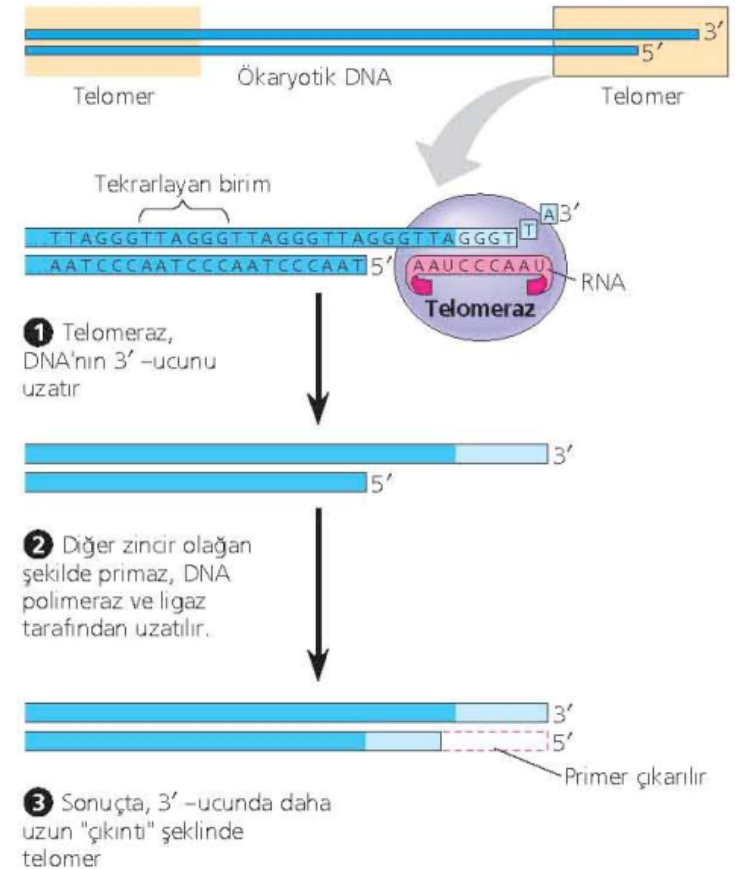 3′
5′
Ökaryotik DNA
Telomer
Telomer
Tekrarlayan birim
A 3′
T
...TTAGGGTTAGGGTTAGGGTTAGGGTTAGGGT
...AATCCCAATCCCAATCCCAAT 5′
AAUCCCAAU
RNA
Telomeraz
1 Telomeraz,
DNA'nın 3′ –ucunu
uzatır
3′
5′
2 Diğer zincir olağan
şekilde primaz, DNA
polimeraz ve ligaz
tarafından uzatılır.
3′
5′
Primer çıkarılır
3 Sonuçta, 3′ –ucunda daha
uzun "çıkıntı" şeklinde
telomer